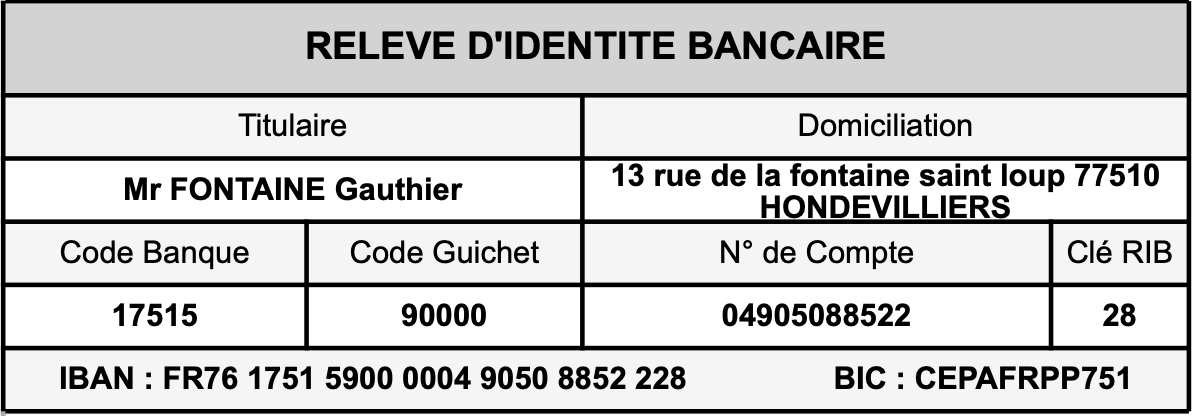 RELEVE D'IDENTITE BANCAIRE
Titulaire
Domiciliation
Mr FONTAINE Gauthier
13 rue de la fontaine saint loup 77510
HONDEVILLIERS
Code Banque
Code Guichet
N° de Compte
Clé RIB
17515
90000
04905088522
28
IBAN : FR76 1751 5900 0004 9050 8852 228
BIC : CEPAFRPP751